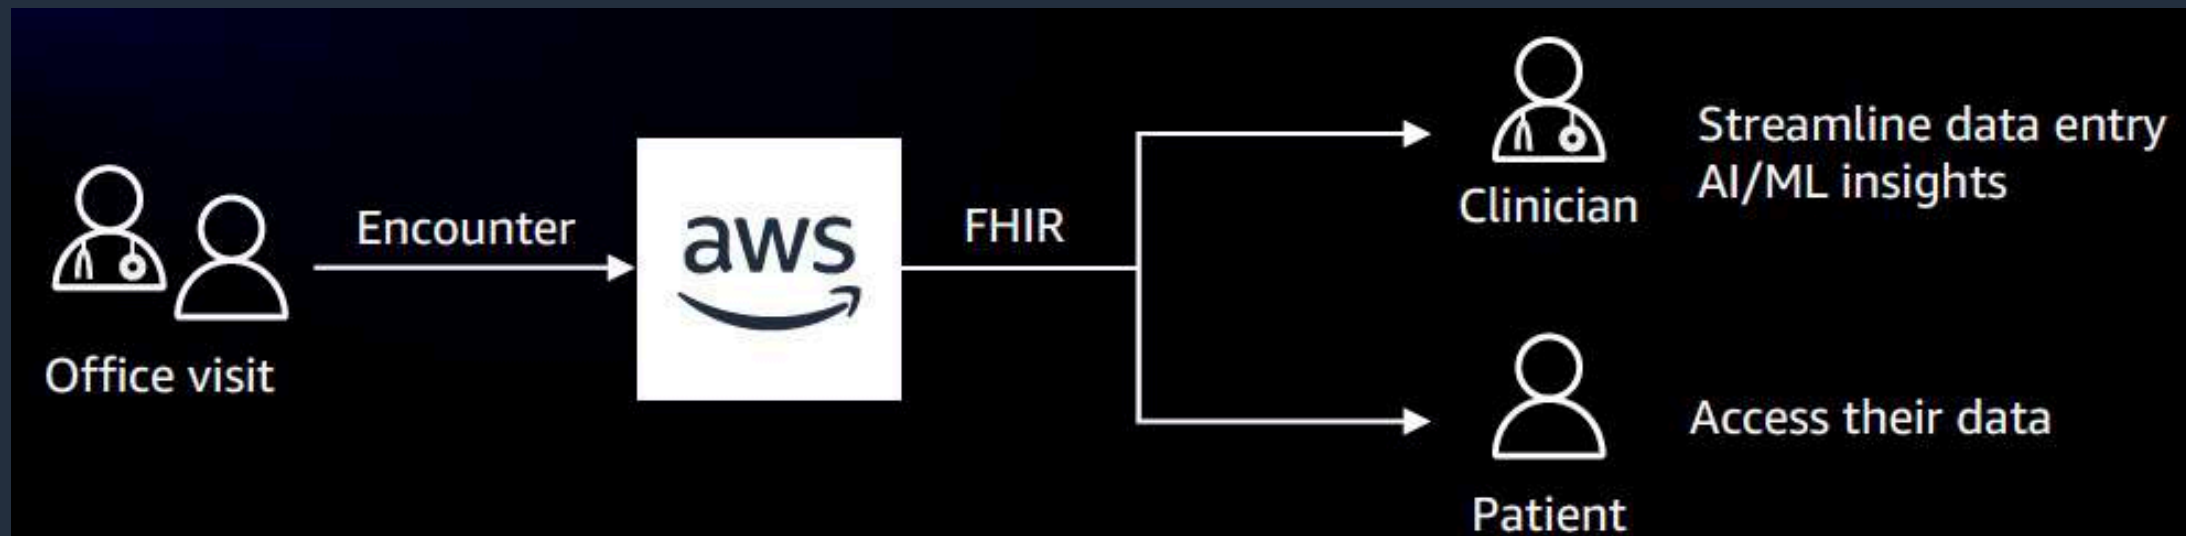 Office visit
Encounter
aws
FHIR
Clinician
Streamline data entry
AI/ML insights
Patient
Access their data